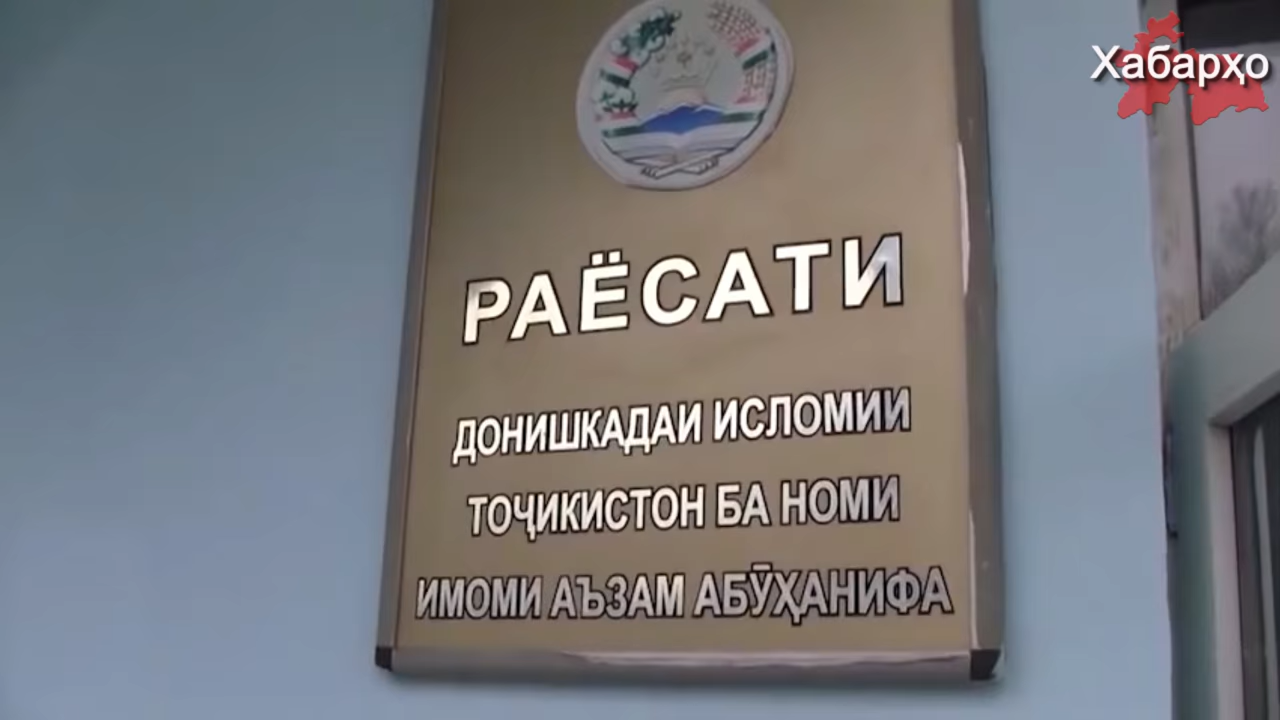 Хабарҳо
РАЁСАТИ
ДОНИШКАДАИ ИСЛОМИИ
ТОҶИКИСТОН БА НОМИ
ИМОМИ АЪЗАМ АБӮҲАНИФА